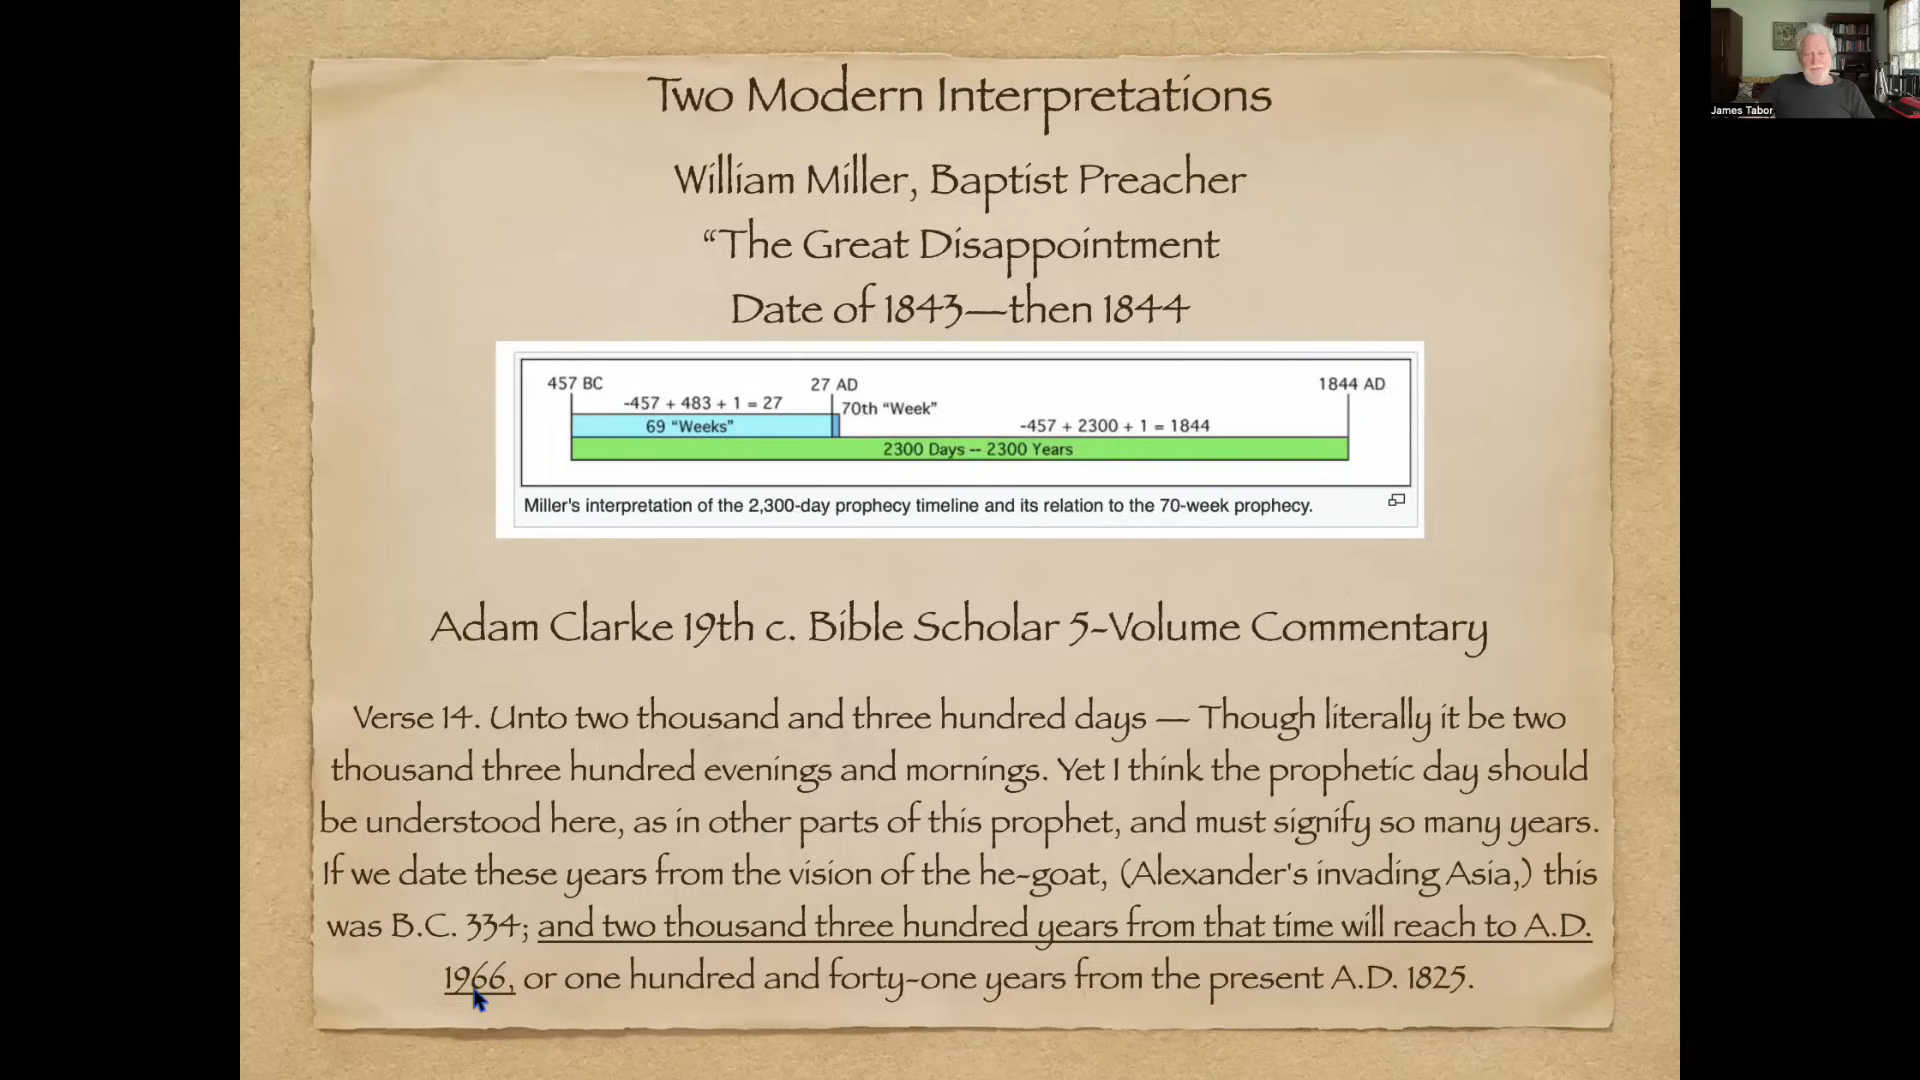 Two Modern Interpretations
William Miller, Baptist Preacher
“The Great Disappointment
Date of 1843—then 1844
457 BC
27 AD
1844 AD
-457 + 483 + 1 = 27
70th “Week”
69 “Weeks”
-457 + 2300 + 1 = 1844
2300 Days -- 2300 Years
Miller's interpretation of the 2,300-day prophecy timeline and its relation to the 70-week prophecy.
Adam Clarke 19th c. Bible Scholar 5-Volume Commentary
Verse 14. Unto two thousand and three hundred days — Though literally it be two
thousand three hundred evenings and mornings. Yet I think the prophetic day should
be understood here, as in other parts of this prophet, and must signify so many years.
If we date these years from the vision of the he-goat, (Alexander's invading Asia,) this
was B.C. 334; and two thousand three hundred years from that time will reach to A.D.
1966, or one hundred and forty-one years from the present A.D. 1825.
James Tabor